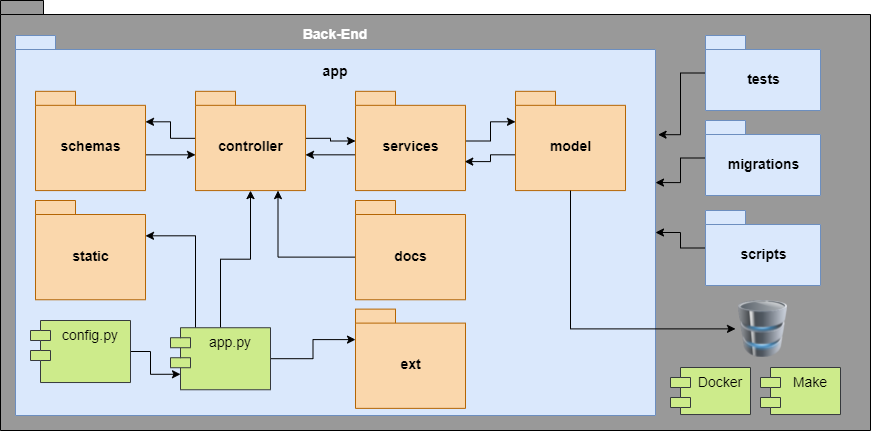 Back-End
app
tests
schemas
controller
services
model
migrations
static
docs
scripts
config.py
app.py
ext
Docker
Make